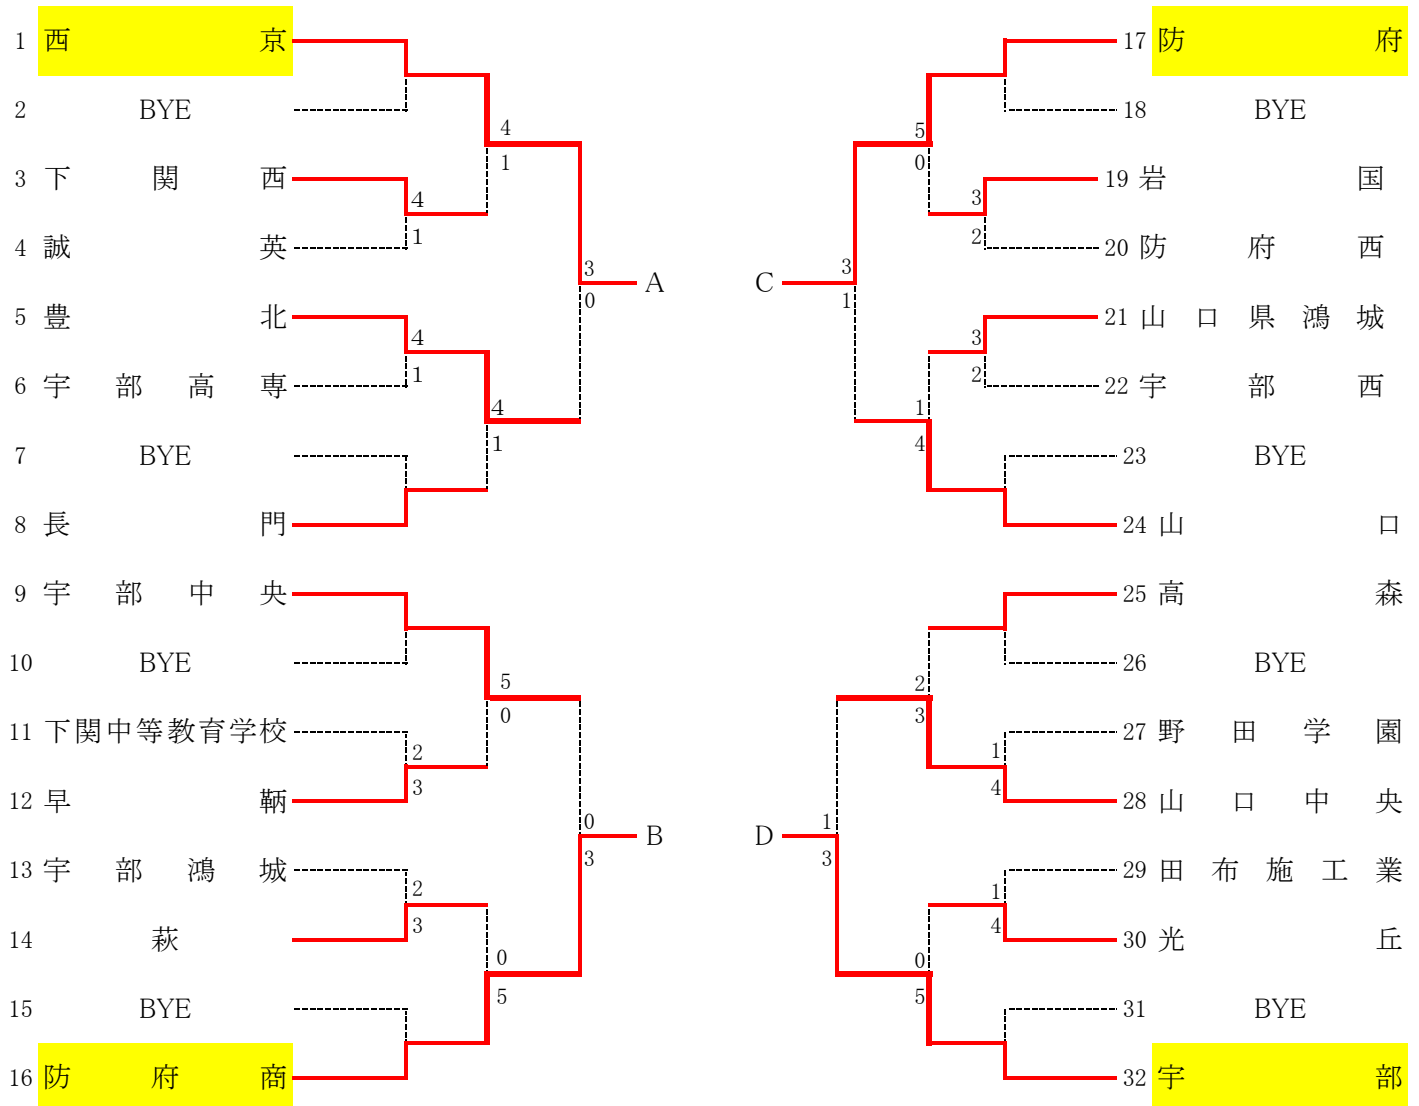 1 西京
2 BYE
3 下関西
4 誠英
5 豊北
6 宇部高専
7 BYE
8 長門
9 宇部中央
10 BYE
11 下関中等教育学校
12 早鞆
13 宇部鴻城
14 萩
15 BYE
16 防府商
4
1
4
1
4
1
2
3
2
3
4
1
4
1
5
0
0
5
3
0
A
0
3
B
17 防府
18 BYE
19 岩国
20 防府西
21 山口県鴻城
22 宇部西
23 BYE
24 山口
25 高森
26 BYE
27 野田学園
28 山口中央
29 田布施工業
30 光丘
31 BYE
32 宇部
3
2
3
2
1
4
1
4
5
0
1
4
2
3
0
5
C
3
1
D
1
3